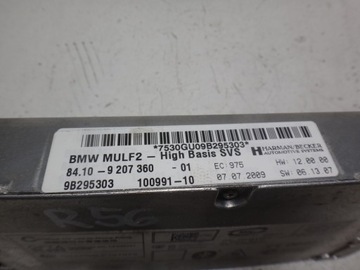 *7530GU09B295303*
BMW MULF2 - High Basis SVS
HARMAN/BECKER
AUTOMOTIVE SYSTEMS
84.10- 9 207 360 - 01
EC: 975
HW: 12 00 00
9B295303
100991-10
07 07 2009
SW: 06.13.07
R56